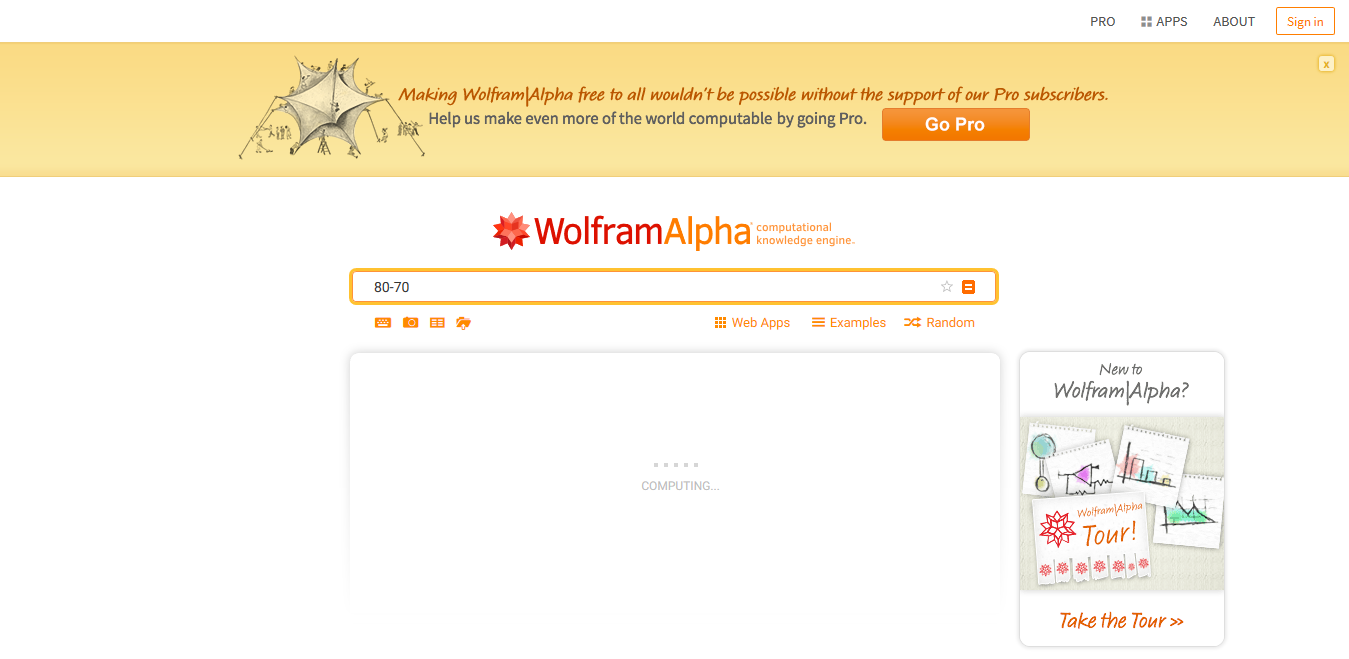 PRO APPS ABOUT Sign in
x
Making Wolfram|Alpha free to all wouldn't be possible without the support of our Pro subscribers.
Help us make even more of the world computable by going Pro. Go Pro
WolframAlpha computational
knowledge engine.
80-70
Web Apps Examples Random
COMPUTING...
New to
Wolfram|Alpha?
Wolfram|Alpha
Tour!
Take the Tour >>